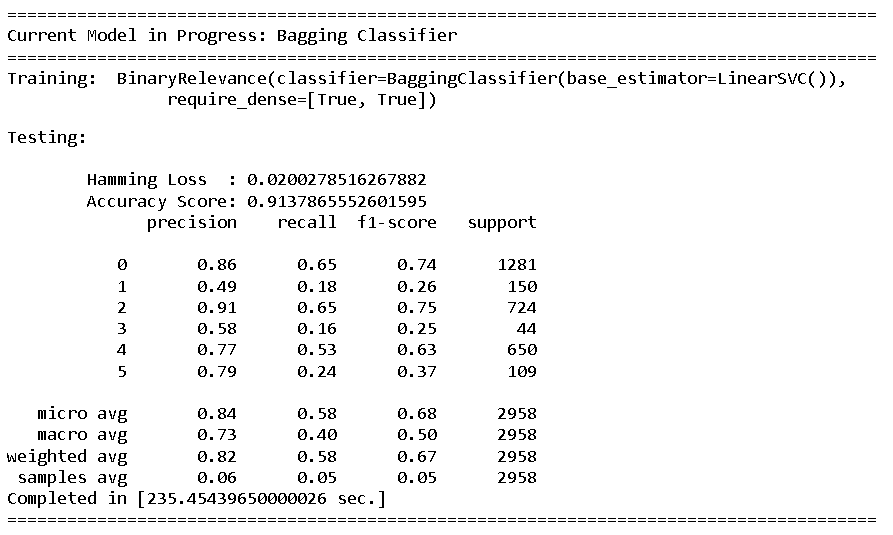 =======================================================================================
Current Model in Progress: Bagging Classifier
=======================================================================================
Training:  BinaryRelevance(classifier=BaggingClassifier(base_estimator=LinearSVC()),
                require_dense=[True, True])

Testing:

        Hamming Loss  : 0.0200278516267882
        Accuracy Score: 0.9137865552601595
              precision    recall  f1-score   support

           0       0.86      0.65      0.74      1281
           1       0.49      0.18      0.26       150
           2       0.91      0.65      0.75       724
           3       0.58      0.16      0.25        44
           4       0.77      0.53      0.63       650
           5       0.79      0.24      0.37       109

   micro avg       0.84      0.58      0.68      2958
   macro avg       0.73      0.40      0.50      2958
weighted avg       0.82      0.58      0.67      2958
 samples avg       0.06      0.05      0.05      2958
Completed in [235.45439650000026 sec.]
=======================================================================================